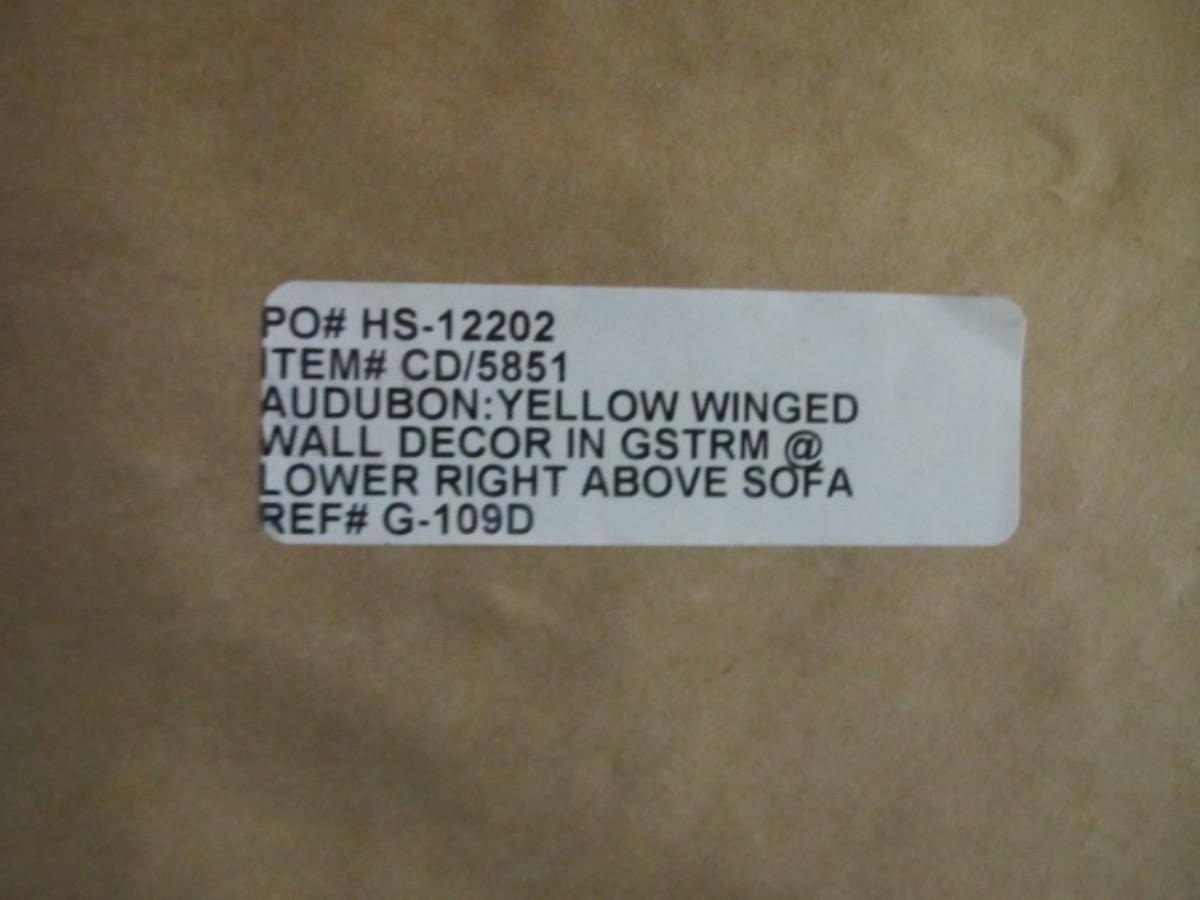 PO# HS-12202
ITEM# CD/5851
AUDUBON:YELLOW WINGED
WALL DECOR IN GSTRM @
LOWER RIGHT ABOVE SOFA
REF# G-109D